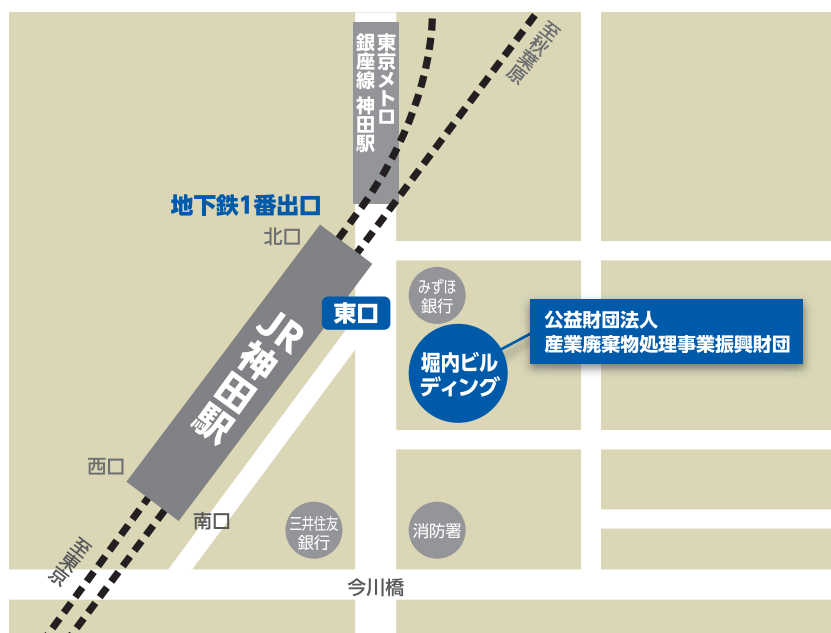 東京メトロ
銀座線 神田駅
至秋葉原
地下鉄1番出口
北口
みずほ
銀行
東口
公益財団法人
産業廃棄物処理事業振興財団
JR神田駅
堀内ビル
ディング
西口
南口
三井住友
銀行
消防署
至東京
今川橋